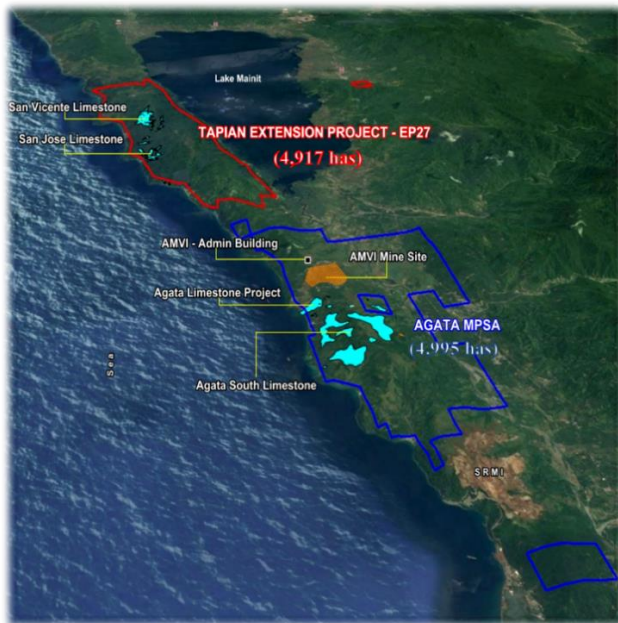 Lake Mainit
San Vicente Limestone
TAPIAN EXTENSION PROJECT - EP27
San Jose Limestone
(4,917 has)
AMVI - Admin Building
AMVI Mine Site
Agata Limestone Project
AGATA MPSA
(4.995 has)
Sea
Agata South Limestone
SRMI